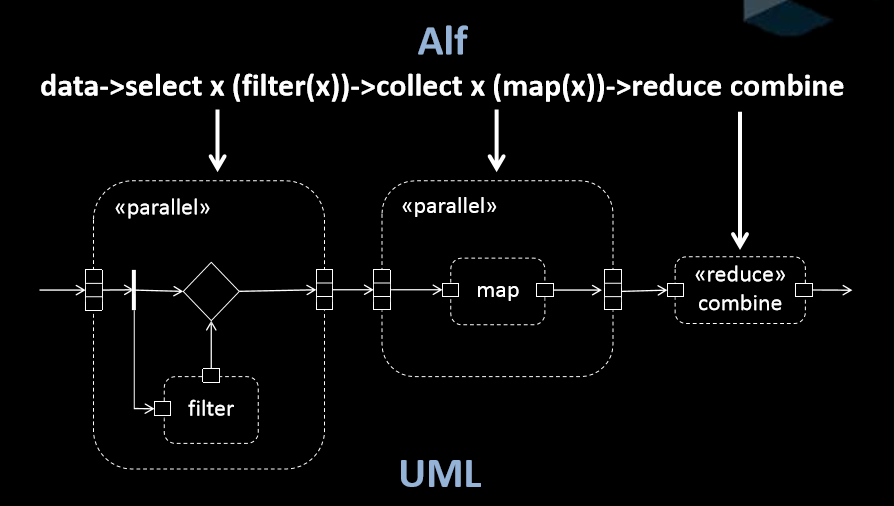 Alf
data->select x (filter(x))->collect x (map(x))->reduce combine
«parallel»
filter
«parallel»
map
«reduce»
combine
UML